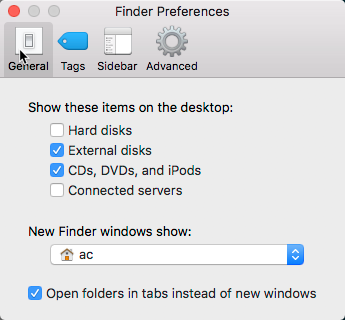 Finder Preferences
General Tags Sidebar Advanced
Show these items on the desktop:
Hard disks
External disks
CDs, DVDs, and iPods
Connected servers
New Finder windows show:
ac
Open folders in tabs instead of new windows